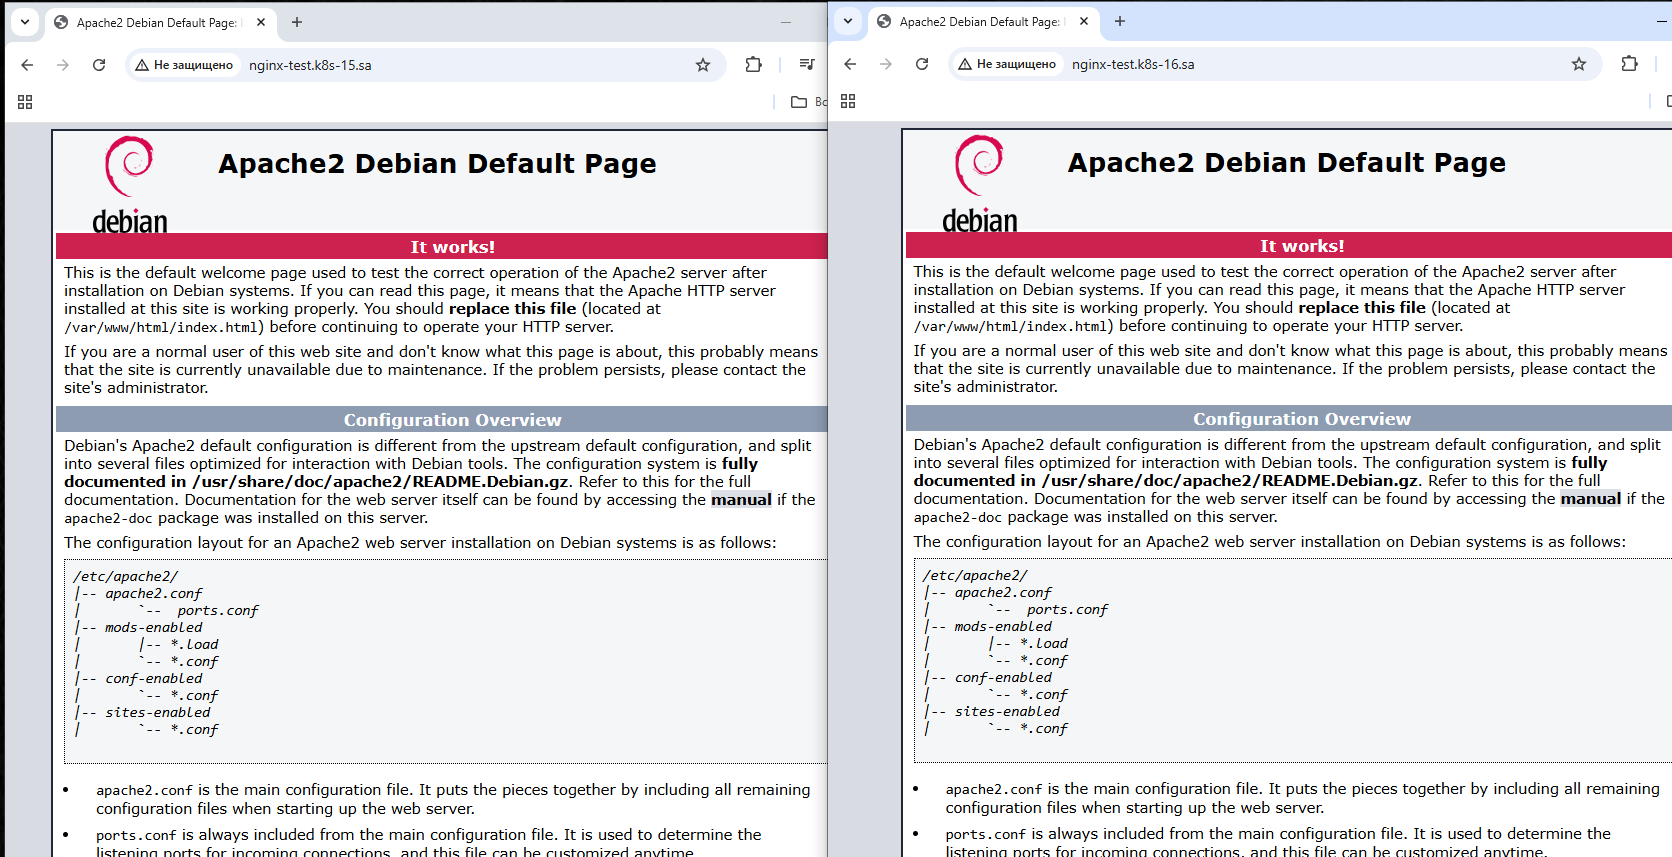 Apache2 Debian Default Page:
Не защищено
nginx-test.k8s-15.sa
debian
Apache2 Debian Default Page
It works!
This is the default welcome page used to test the correct operation of the Apache2 server after
installation on Debian systems. If you can read this page, it means that the Apache HTTP server
installed at this site is working properly. You should replace this file (located at
/var/www/html/index.html) before continuing to operate your HTTP server.
If you are a normal user of this web site and don't know what this page is about, this probably means
that the site is currently unavailable due to maintenance. If the problem persists, please contact the
site's administrator.
Configuration Overview
Debian's Apache2 default configuration is different from the upstream default configuration, and split
into several files optimized for interaction with Debian tools. The configuration system is fully
documented in /usr/share/doc/apache2/README.Debian.gz. Refer to this for the full
documentation. Documentation for the web server itself can be found by accessing the manual if the
apache2-doc package was installed on this server.
The configuration layout for an Apache2 web server installation on Debian systems is as follows:
/etc/apache2/
|-- apache2.conf
|       `--  ports.conf
|-- mods-enabled
|       |-- *.load
|       `-- *.conf
|-- conf-enabled
|       `-- *.conf
|-- sites-enabled
|       `-- *.conf
• apache2.conf is the main configuration file. It puts the pieces together by including all remaining
configuration files when starting up the web server.
• ports.conf is always included from the main configuration file. It is used to determine the
listening ports for incoming connections, and this file can be customized anytime.
Apache2 Debian Default Page:
Не защищено
nginx-test.k8s-16.sa
debian
Apache2 Debian Default Page
It works!
This is the default welcome page used to test the correct operation of the Apache2 server after
installation on Debian systems. If you can read this page, it means that the Apache HTTP server
installed at this site is working properly. You should replace this file (located at
/var/www/html/index.html) before continuing to operate your HTTP server.
If you are a normal user of this web site and don't know what this page is about, this probably means
that the site is currently unavailable due to maintenance. If the problem persists, please contact the
site's administrator.
Configuration Overview
Debian's Apache2 default configuration is different from the upstream default configuration, and split
into several files optimized for interaction with Debian tools. The configuration system is fully
documented in /usr/share/doc/apache2/README.Debian.gz. Refer to this for the full
documentation. Documentation for the web server itself can be found by accessing the manual if the
apache2-doc package was installed on this server.
The configuration layout for an Apache2 web server installation on Debian systems is as follows:
/etc/apache2/
|-- apache2.conf
|       `--  ports.conf
|-- mods-enabled
|       |-- *.load
|       `-- *.conf
|-- conf-enabled
|       `-- *.conf
|-- sites-enabled
|       `-- *.conf
• apache2.conf is the main configuration file. It puts the pieces together by including all remaining
configuration files when starting up the web server.
• ports.conf is always included from the main configuration file. It is used to determine the
listening ports for incoming connections, and this file can be customized anytime.